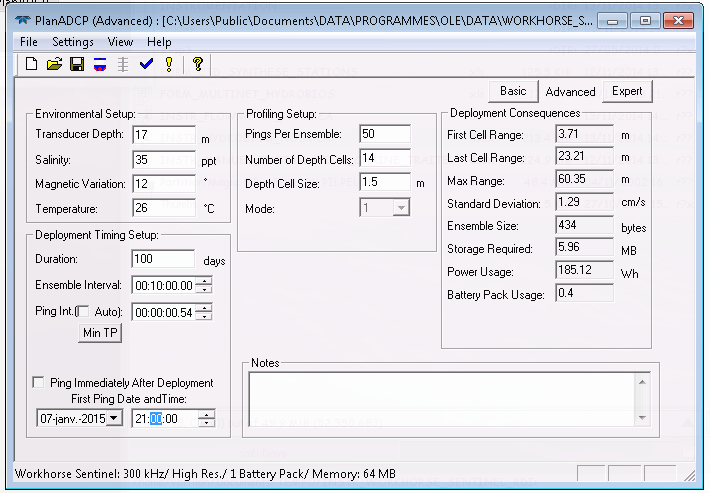 PlanADCP (Advanced) : [C:\Users\Public\Documents\DATA\PROGRAMMES\OLE\DATA\WORKHORSE_S...
File Settings View Help
Basic Advanced Expert
Environmental Setup:
Transducer Depth: 17 m
Salinity: 35 ppt
Magnetic Variation: 12 °
Temperature: 26 °C
Profiling Setup:
Pings Per Ensemble: 50
Number of Depth Cells: 14
Depth Cell Size: 1.5 m
Mode: 1
Deployment Consequences
First Cell Range: 3.71 m
Last Cell Range: 23.21 m
Max Range: 60.35 m
Standard Deviation: 1.29 cm/s
Ensemble Size: 434 bytes
Storage Required: 5.96 MB
Power Usage: 185.12 Wh
Battery Pack Usage: 0.4
Deployment Timing Setup:
Duration: 100 days
Ensemble Interval: 00:10:00.00
Ping Int.( Auto): 00:00:00.54
Min TP
Ping Immediately After Deployment
First Ping Date andTime:
07-janv.-2015 21:00:00
Notes
Workhorse Sentinel: 300 kHz/ High Res./ 1 Battery Pack/ Memory: 64 MB